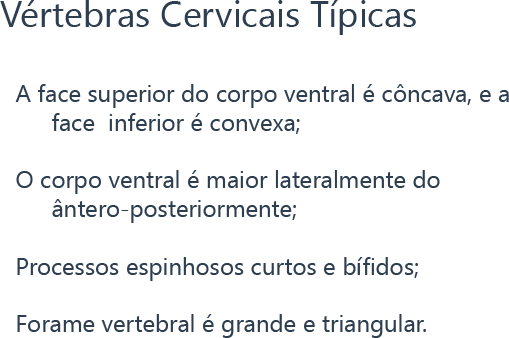 Vértebras Cervicais Típicas
A face superior do corpo ventral é côncava, e a
face inferior é convexa;
O corpo ventral é maior lateralmente do
ântero-posteriormente;
Processos espinhosos curtos e bífidos;
Forame vertebral é grande e triangular.